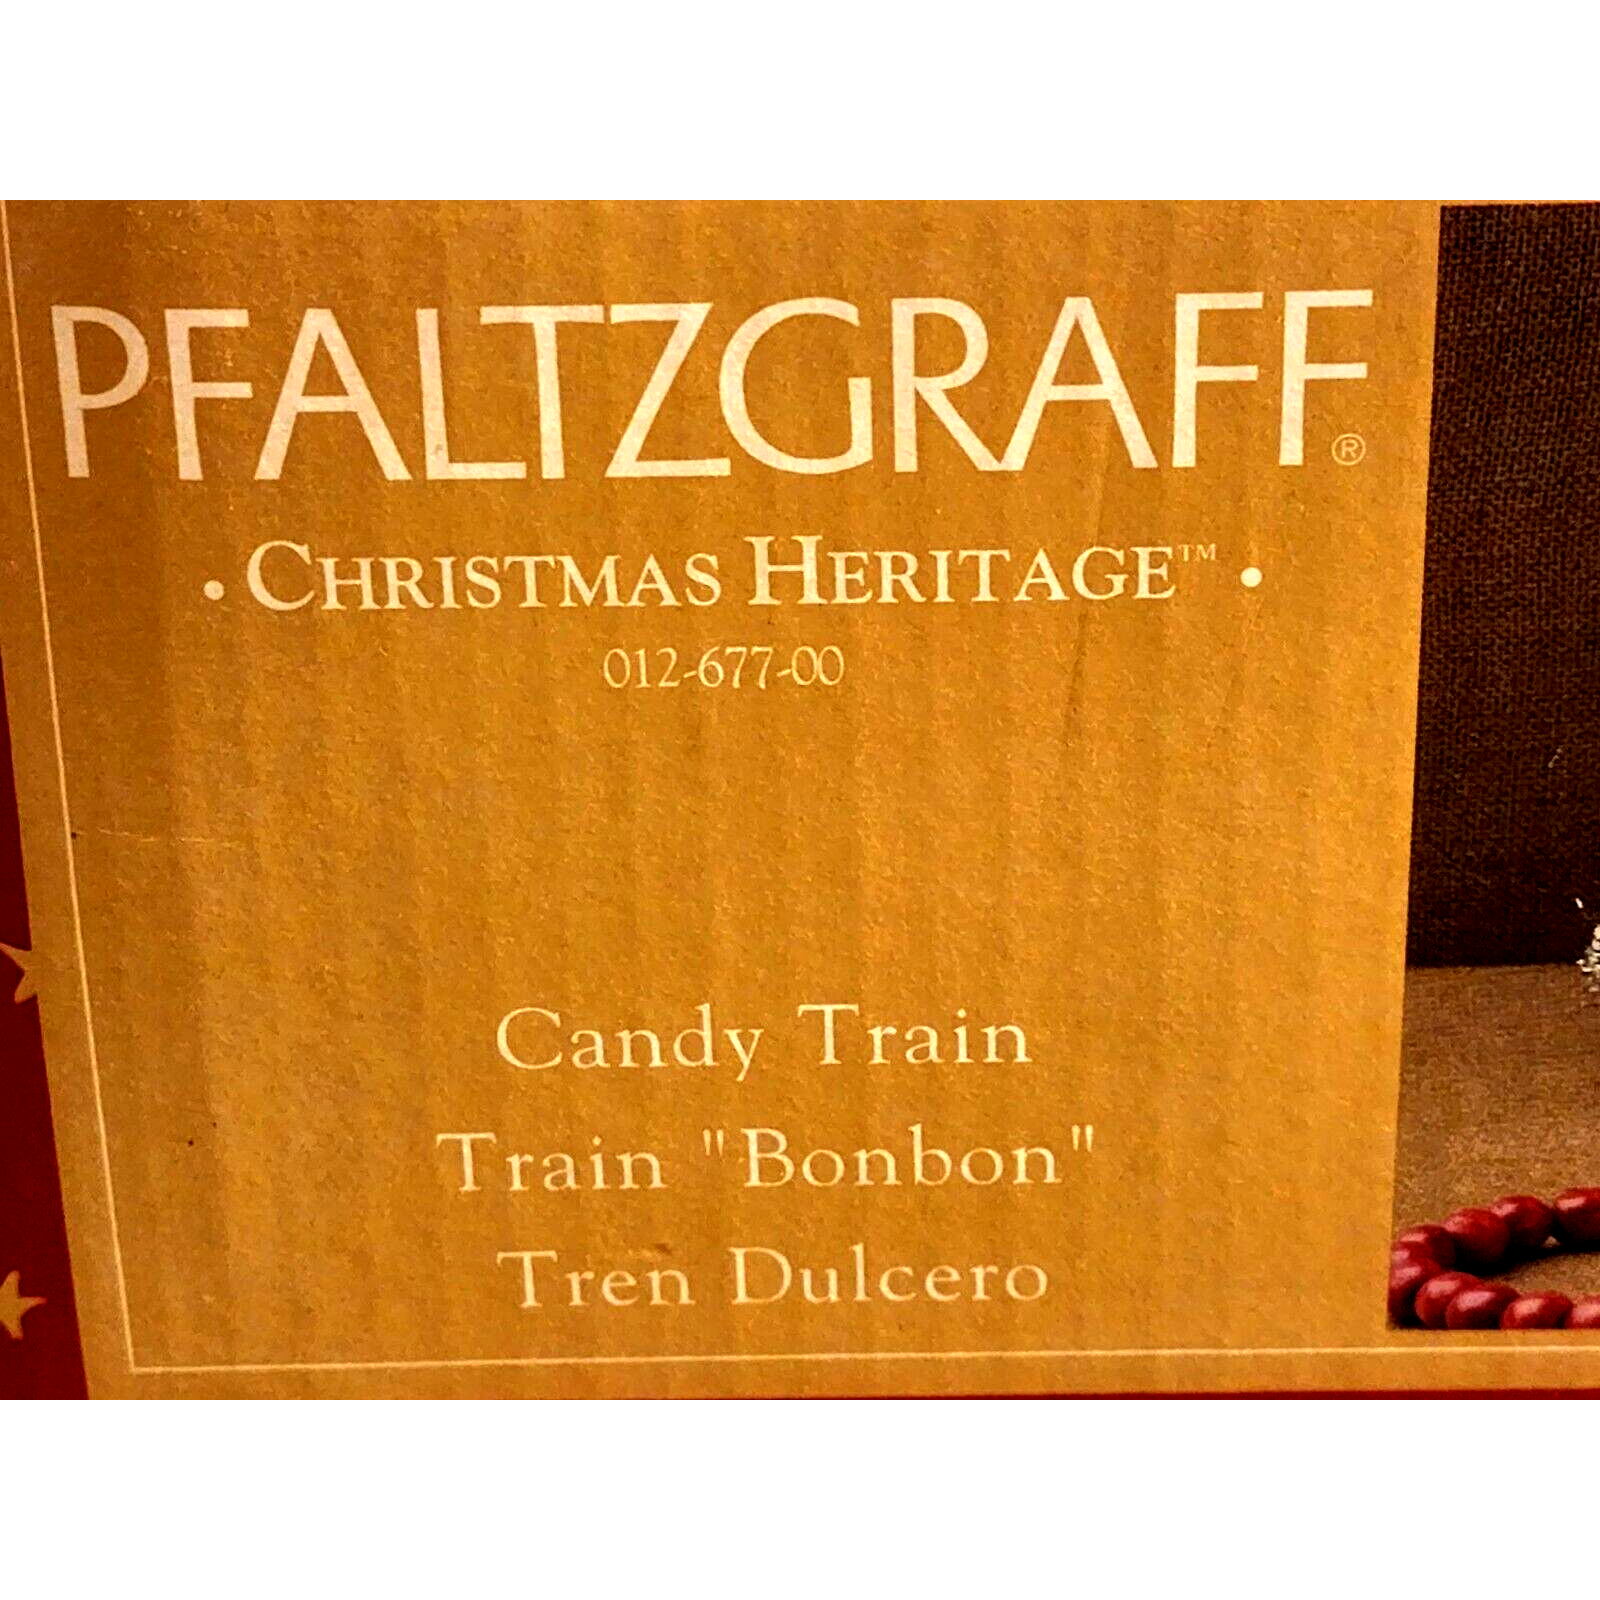 PFALTZGRAFF®
• CHRISTMAS HERITAGE™ •
012-677-00
Candy Train
Train "Bonbon"
Tren Dulcero